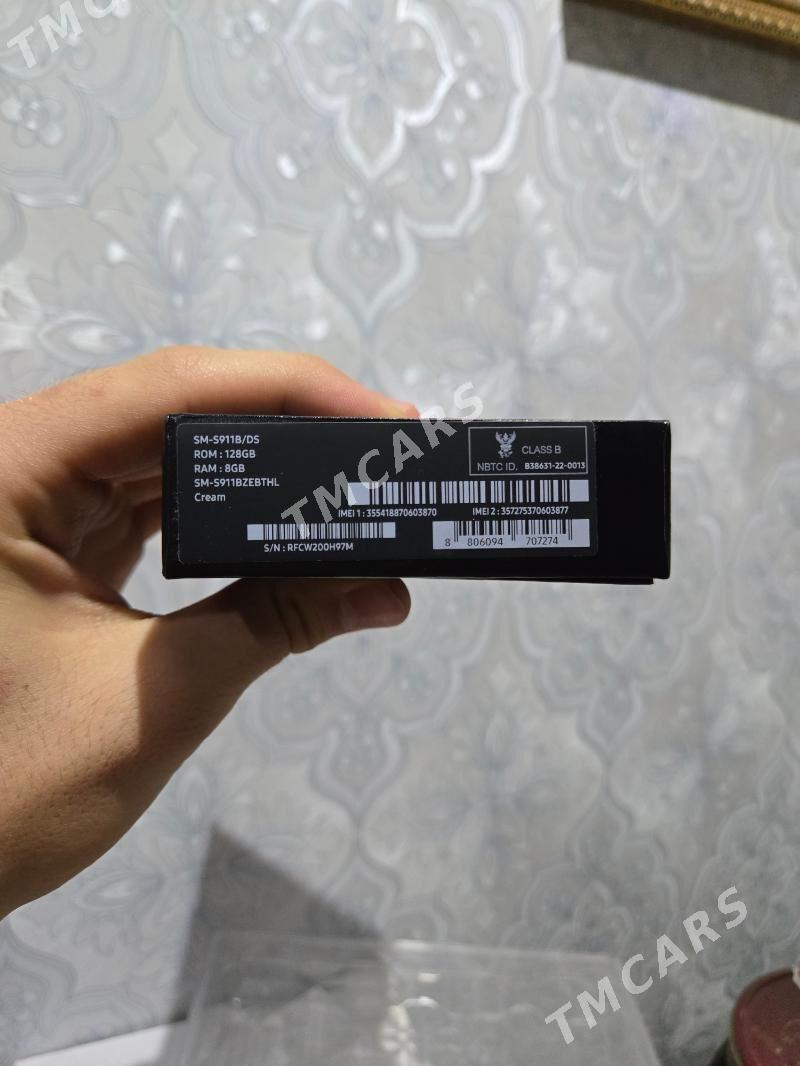 TMCARS
SM-S911B/DS
ROM : 128GB
RAM : 8GB
SM-S911BZEBTHL
Cream
CLASS B
NBTC ID. B38631-22-0013
IMEI 1 : 355418870603870
IMEI 2 : 357275370603877
S/N : RFCW200H97M
8 806094 707274
TMCARS
TMCARS